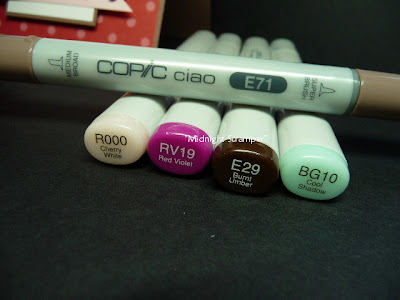 MEDIUM
BROAD
COPIC ciao E71
SUPER
BRUSH
Midnight Stamper
R000
Cherry
White
RV19
Red Violet
E29
Burnt
Umber
BG10
Cool
Shadow